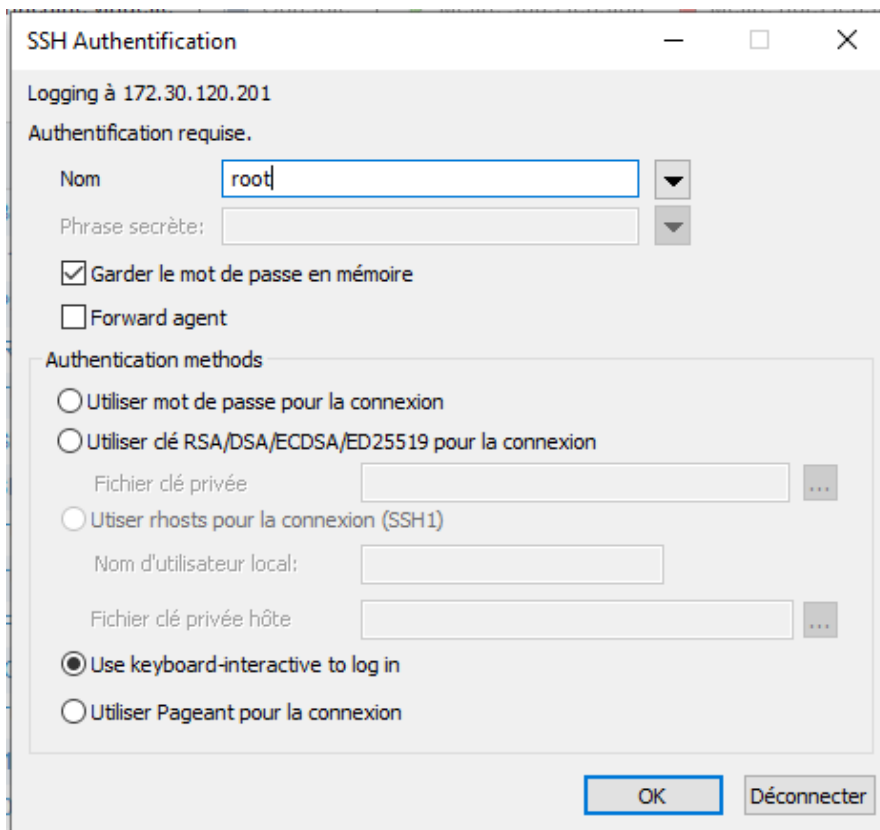 SSH Authentification
Logging à 172.30.120.201
Authentification requise.
Nom root
Phrase secrète:
Garder le mot de passe en mémoire
Forward agent
Authentication methods
Utiliser mot de passe pour la connexion
Utiliser clé RSA/DSA/ECDSA/ED25519 pour la connexion
Fichier clé privée ...
Utiser rhosts pour la connexion (SSH1)
Nom d'utilisateur local:
Fichier clé privée hôte ...
Use keyboard-interactive to log in
Utiliser Pageant pour la connexion
OK Déconnecter